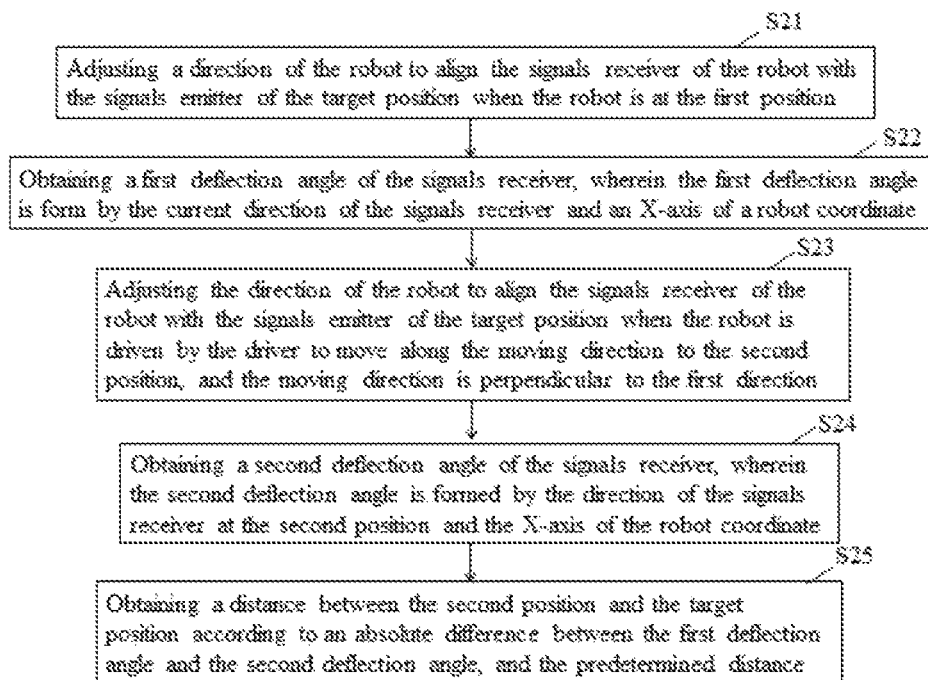 S21
Adjusting a direction of the robot to align the signals receiver of the robot with
the signals emitter of the target position when the robot is at the first position
S22
Obtaining a first deflection angle of the signals receiver, wherein the first deflection angle
is form by the current direction of the signals receiver and an X-axis of a robot coordinate
S23
Adjusting the direction of the robot to align the signals receiver of the
robot with the signals emitter of the target position when the robot is
driven by the driver to move along the moving direction to the second
position, and the moving direction is perpendicular to the first direction
S24
Obtaining a second deflection angle of the signals receiver, wherein
the second deflection angle is formed by the direction of the signals
receiver at the second position and the X-axis of the robot coordinate
S25
Obtaining a distance between the second position and the target
position according to an absolute difference between the first deflection
angle and the second deflection angle, and the predetermined distance